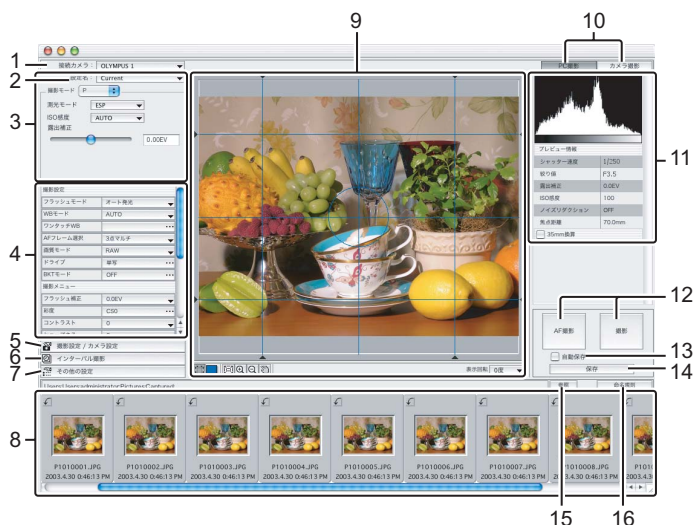 9
10
1
接続カメラ: OLYMPUS 1
PC撮影
カメラ撮影
2
設定名: Current
3
撮影モード P
測光モード ESP
ISO感度 AUTO
露出補正
0.00EV
11
プレビュー情報
シャッター速度 1/250
絞り値 F3.5
露出補正 0.0EV
ISO感度 100
ノイズリダクション OFF
焦点距離 70.0mm
35mm換算
4
撮影設定
フラッシュモード オート発光
WBモード AUTO
ワンタッチWB
AFフレーム選択 3点マルチ
画質モード RAW
ドライブ 単写
BKTモード OFF
撮影メニュー
フラッシュ補正 0.0EV
彩度 CS0
コントラスト 0
12
AF撮影
撮影
5
撮影設定 / カメラ設定
6
インターバル撮影
7
その他の設定
表示回転 0度
自動保存
13
保存
14
8
P1010001.JPG
2003.4.30 0:46:13 PM
P1010002.JPG
2003.4.30 0:46:13 PM
P1010003.JPG
2003.4.30 0:46:13 PM
P1010004.JPG
2003.4.30 0:46:13 PM
P1010005.JPG
2003.4.30 0:46:13 PM
P1010006.JPG
2003.4.30 0:46:13 PM
P1010007.JPG
2003.4.30 0:46:13 PM
P1010008.JPG
2003.4.30 0:46:13 PM
15
16